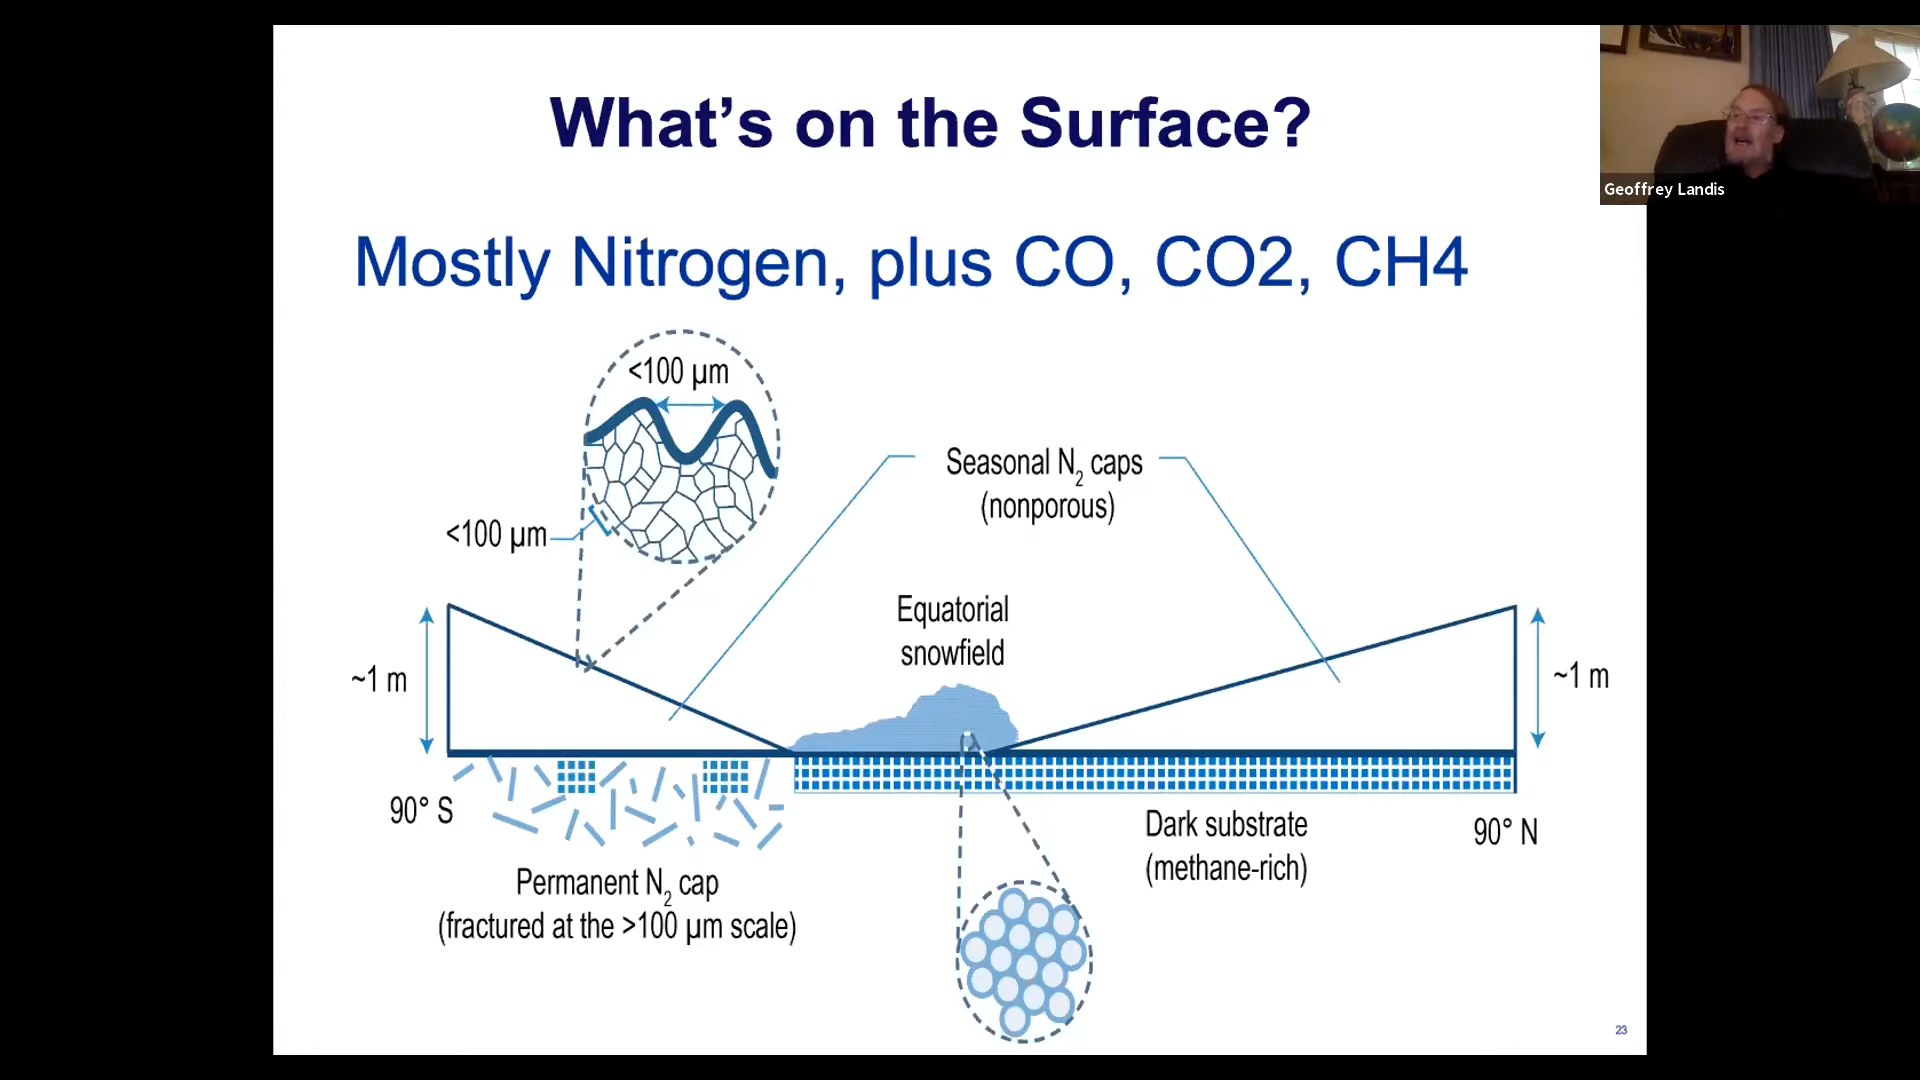 What's on the Surface?
Geoffrey Landis
Mostly Nitrogen, plus CO, CO2, CH4
<100 µm
<100 µm
Seasonal N2 caps
(nonporous)
Equatorial
snowfield
~1 m
~1 m
90° S
Dark substrate
(methane-rich)
90° N
Permanent N2 cap
(fractured at the >100 µm scale)
23